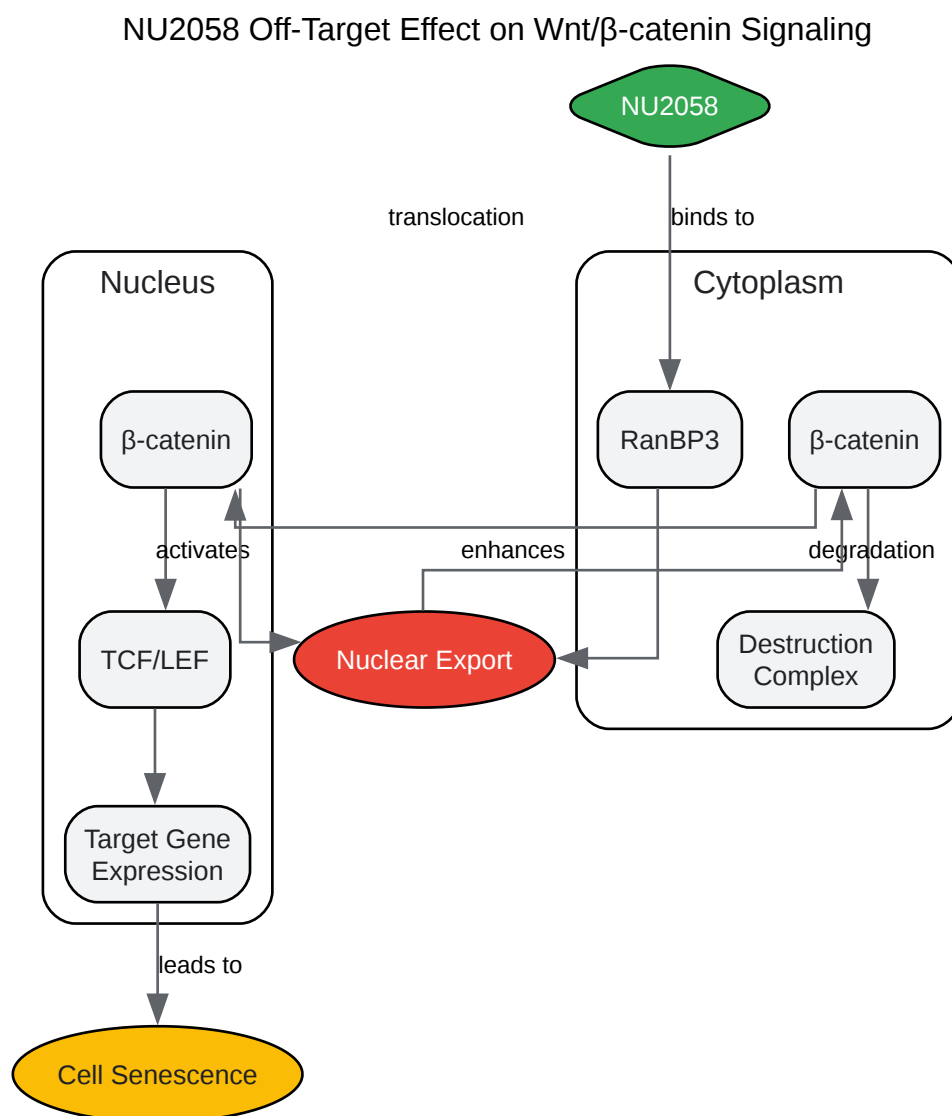 NU2058 Off-Target Effect on Wnt/β-catenin Signaling
NU2058
translocation
binds to
Nucleus
Cytoplasm
β-catenin
RanBP3
β-catenin
activates
enhances
degradation
TCF/LEF
Nuclear Export
Destruction
Complex
Target Gene
Expression
leads to
Cell Senescence